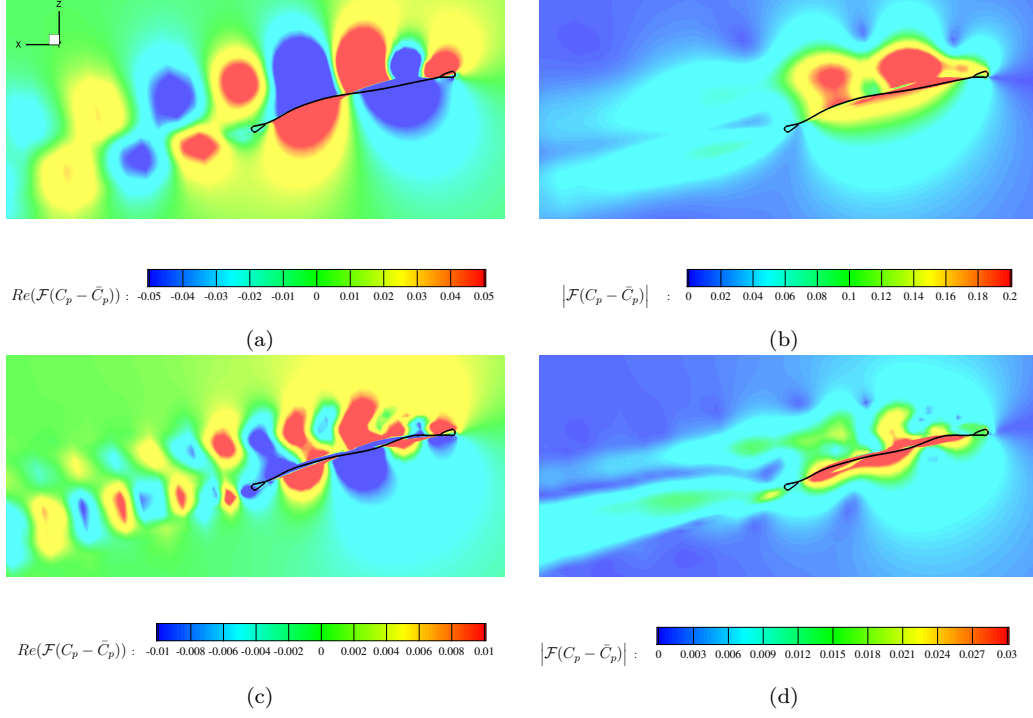 z
x
Re(F(C_p − C̄_p)) : -0.05 -0.04 -0.03 -0.02 -0.01 0 0.01 0.02 0.03 0.04 0.05
|F(C_p − C̄_p)| : 0 0.02 0.04 0.06 0.08 0.1 0.12 0.14 0.16 0.18 0.2
(a)
(b)
Re(F(C_p − C̄_p)) : -0.01 -0.008 -0.006 -0.004 -0.002 0 0.002 0.004 0.006 0.008 0.01
|F(C_p − C̄_p)| : 0 0.003 0.006 0.009 0.012 0.015 0.018 0.021 0.024 0.027 0.03
(c)
(d)